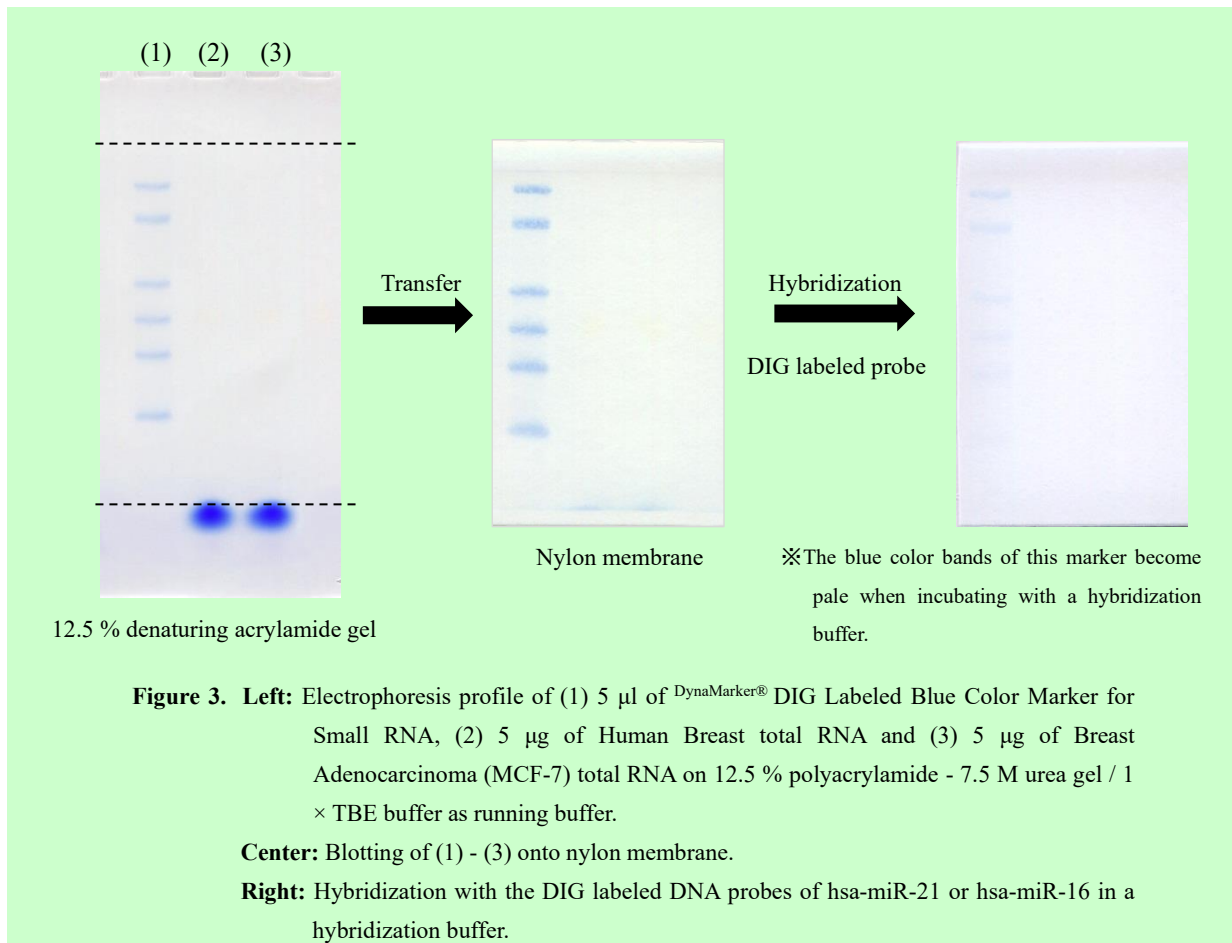 (1) (2) (3)
Transfer
Hybridization
DIG labeled probe
Nylon membrane
12.5 % denaturing acrylamide gel
※The blue color bands of this marker become
pale when incubating with a hybridization
buffer.
Figure 3. Left: Electrophoresis profile of (1) 5 μl of DynaMarker® DIG Labeled Blue Color Marker for
Small RNA, (2) 5 μg of Human Breast total RNA and (3) 5 μg of Breast
Adenocarcinoma (MCF-7) total RNA on 12.5 % polyacrylamide - 7.5 M urea gel / 1
× TBE buffer as running buffer.
Center: Blotting of (1) - (3) onto nylon membrane.
Right: Hybridization with the DIG labeled DNA probes of hsa-miR-21 or hsa-miR-16 in a
hybridization buffer.